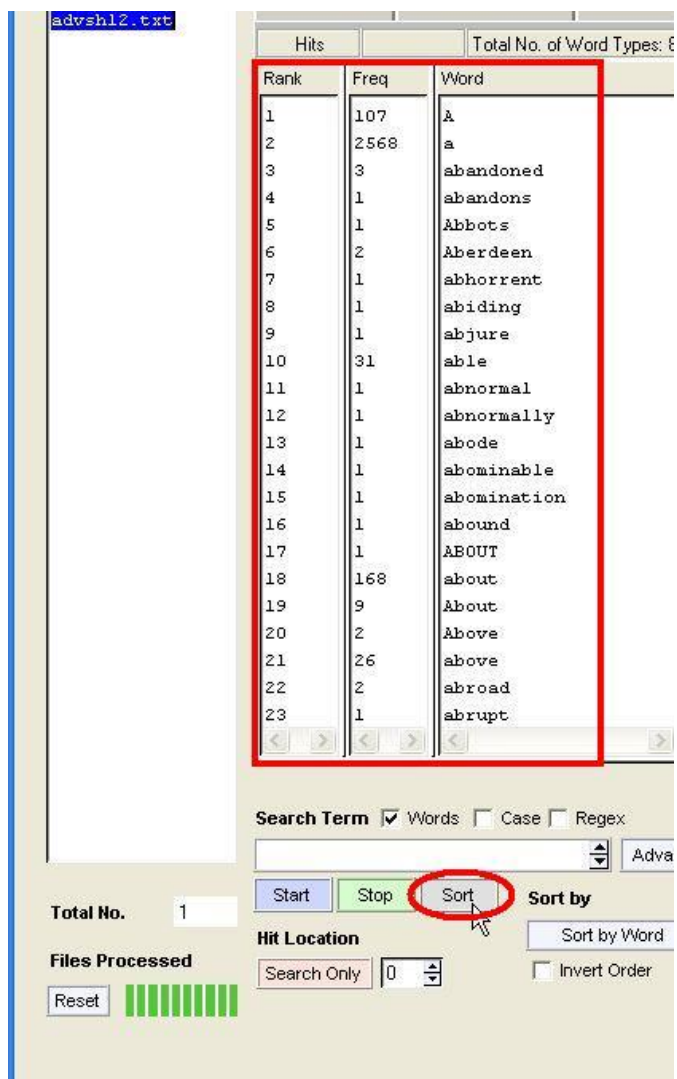 advshl2.txt
Hits Total No. of Word Types: 8
Rank Freq Word
1 107 A
2 2568 a
3 3 abandoned
4 1 abandons
5 1 Abbots
6 2 Aberdeen
7 1 abhorrent
8 1 abiding
9 1 abjure
10 31 able
11 1 abnormal
12 1 abnormally
13 1 abode
14 1 abominable
15 1 abomination
16 1 abound
17 1 ABOUT
18 168 about
19 9 About
20 2 Above
21 26 above
22 2 abroad
23 1 abrupt
Search Term Words Case Regex
Adva
Start Stop Sort Sort by
Total No. 1
Hit Location Sort by Word
Files Processed
Search Only 0 Invert Order
Reset